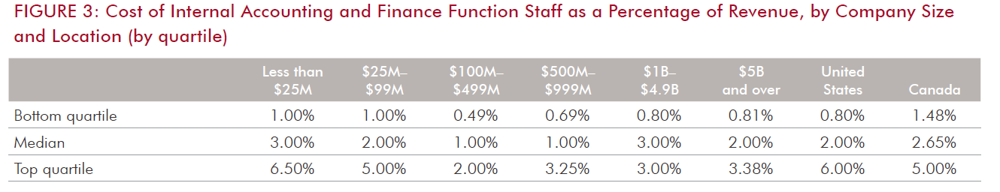 FIGURE 3: Cost of Internal Accounting and Finance Function Staff as a Percentage of Revenue, by Company Size
and Location (by quartile)
Less than $25M– $100M– $500M– $1B– $5B United
$25M $99M $499M $999M $4.9B and over States Canada
Bottom quartile 1.00% 1.00% 0.49% 0.69% 0.80% 0.81% 0.80% 1.48%
Median 3.00% 2.00% 1.00% 1.00% 3.00% 2.00% 2.00% 2.65%
Top quartile 6.50% 5.00% 2.00% 3.25% 3.00% 3.38% 6.00% 5.00%